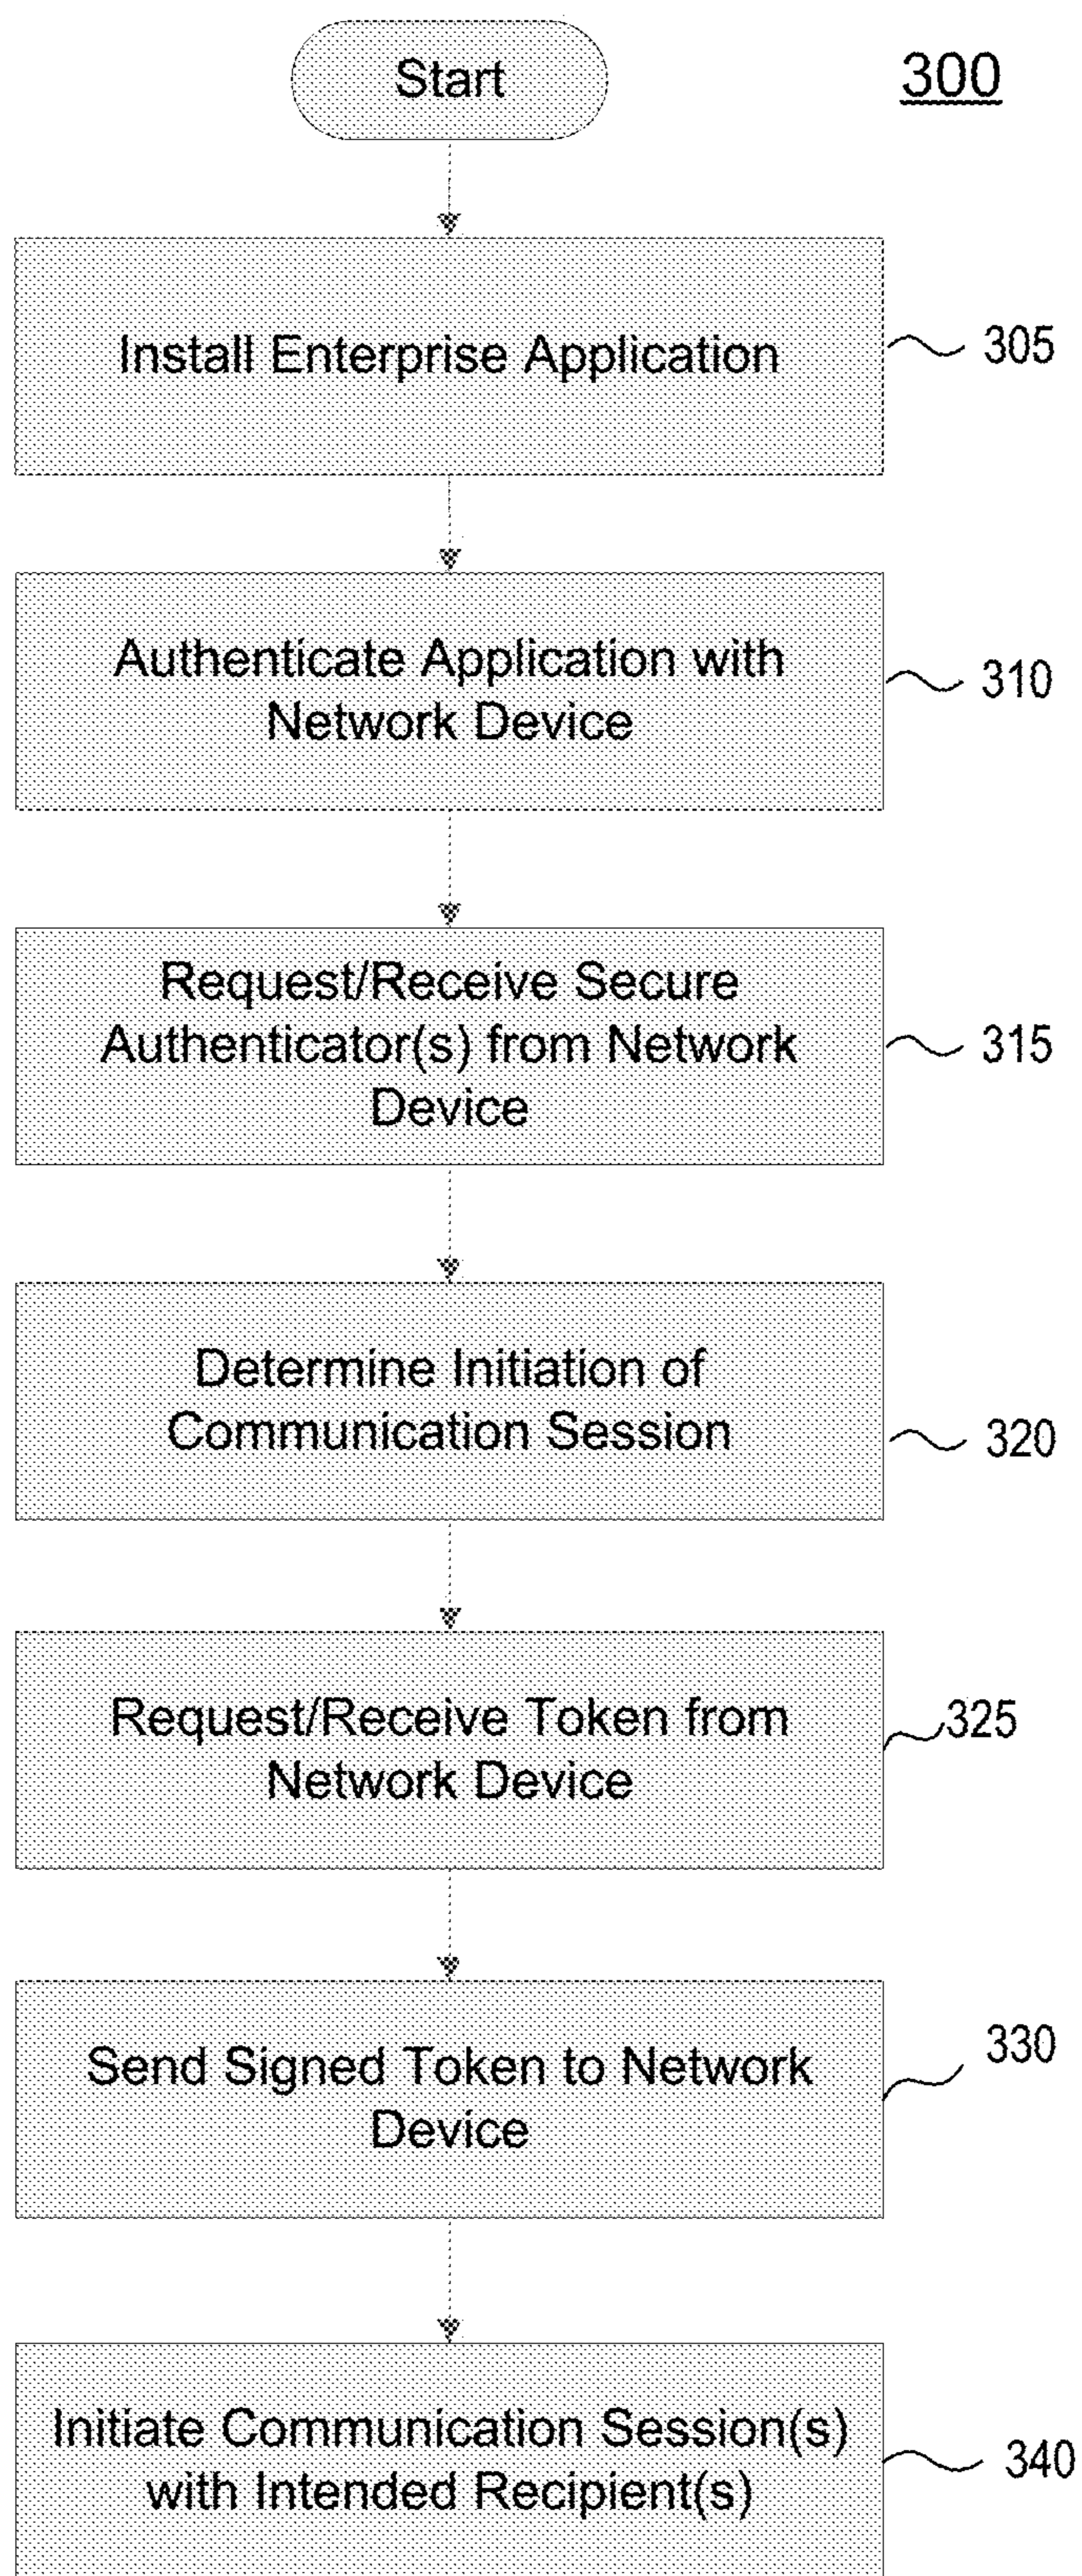 Start
300
Install Enterprise Application
305
Authenticate Application with
Network Device
310
Request/Receive Secure
Authenticator(s) from Network
Device
315
Determine Initiation of
Communication Session
320
Request/Receive Token from
Network Device
325
Send Signed Token to Network
Device
330
Initiate Communication Session(s)
with Intended Recipient(s)
340